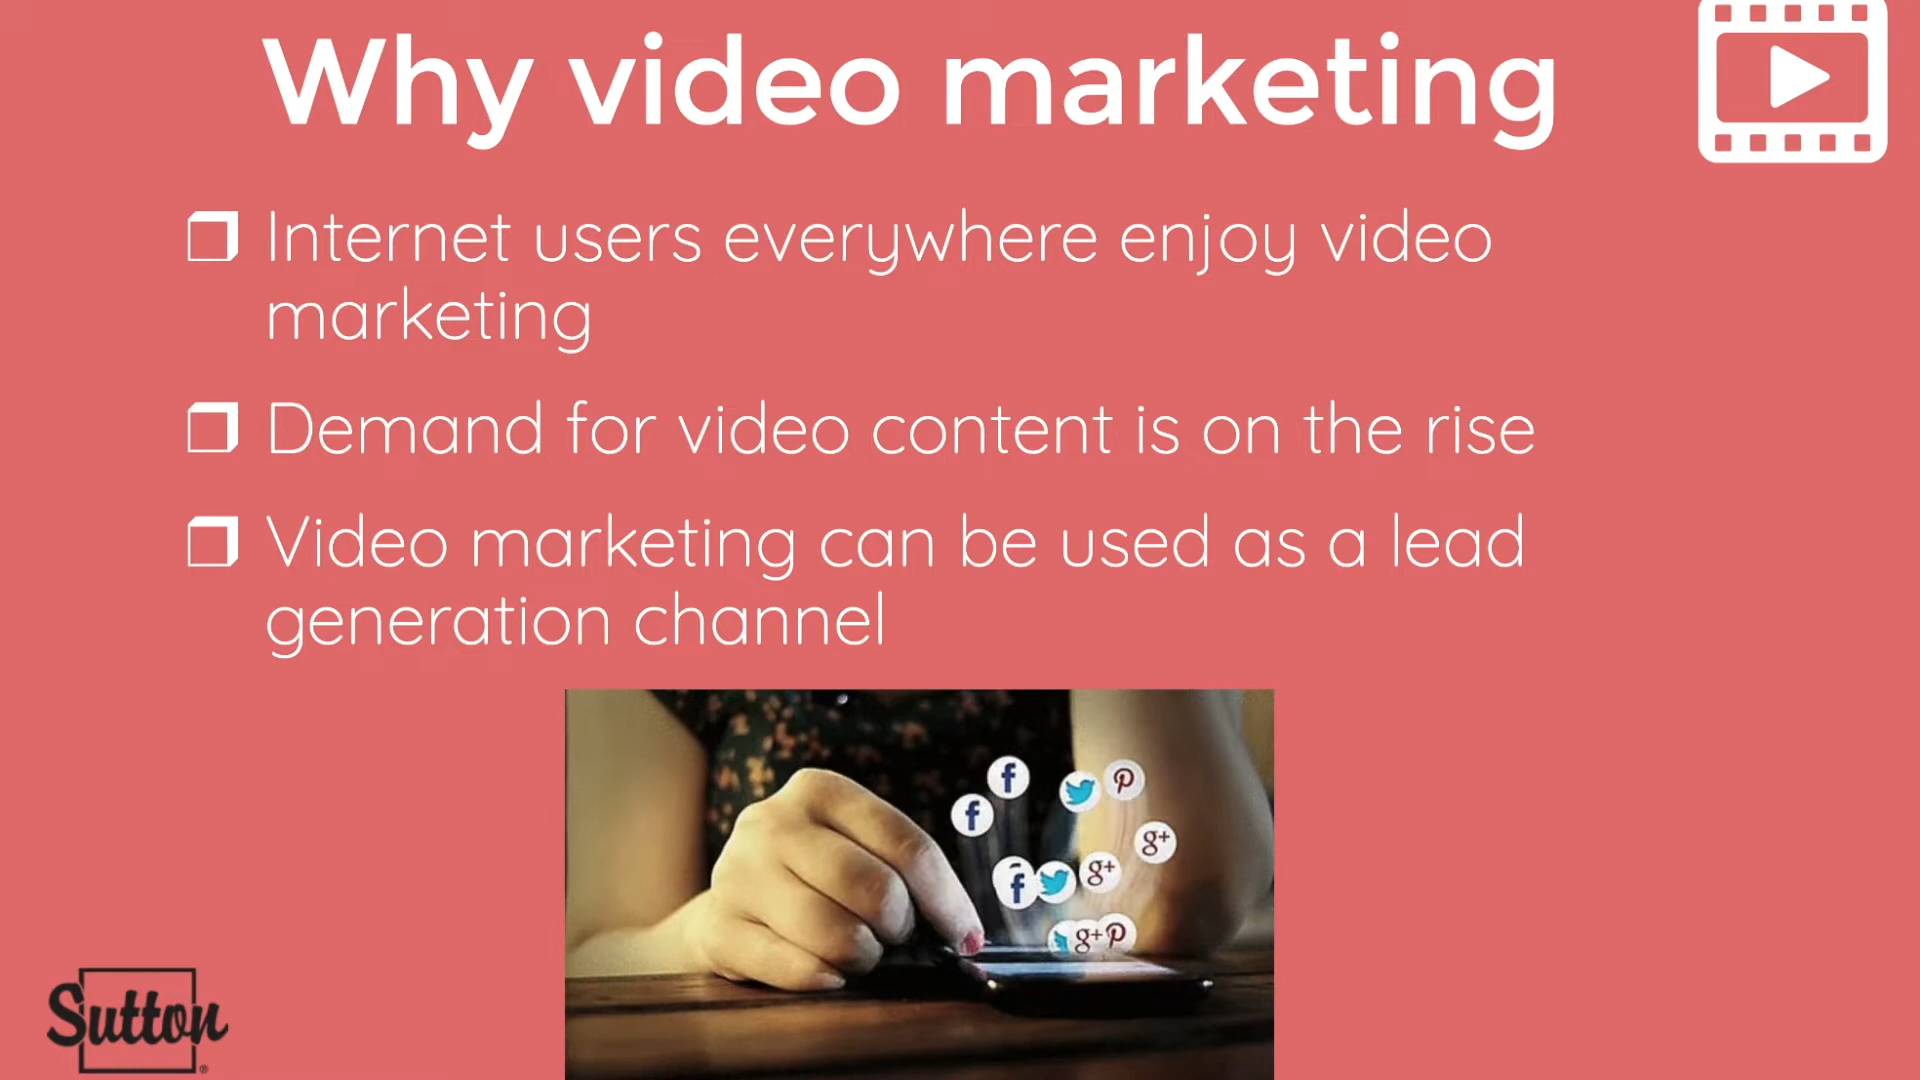 Why video marketing
Internet users everywhere enjoy video
marketing
Demand for video content is on the rise
Video marketing can be used as a lead
generation channel
f
f
g+
f
g+
g+
Sutton®